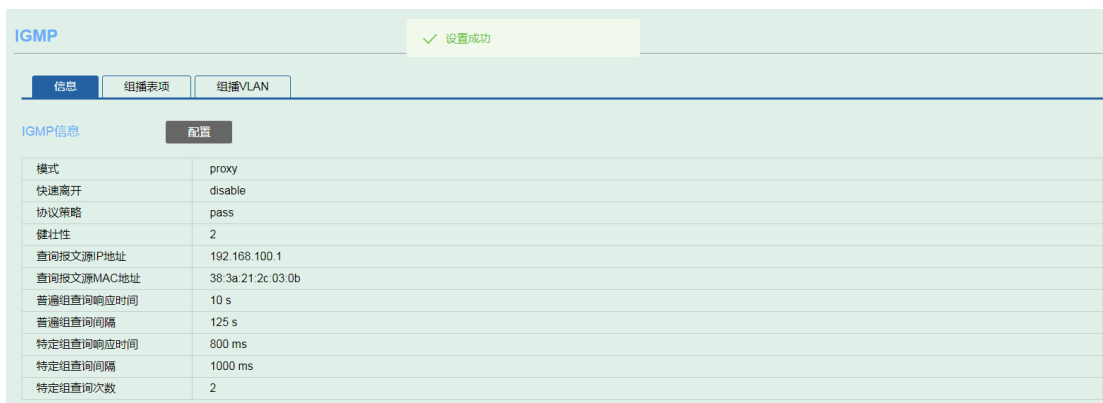 IGMP
设置成功
信息 组播表项 组播VLAN
IGMP信息 配置
模式 proxy
快速离开 disable
协议策略 pass
健壮性 2
查询报文源IP地址 192.168.100.1
查询报文源MAC地址 38:3a:21:2c:03:0b
普遍组查询响应时间 10 s
普遍组查询间隔 125 s
特定组查询响应时间 800 ms
特定组查询间隔 1000 ms
特定组查询次数 2